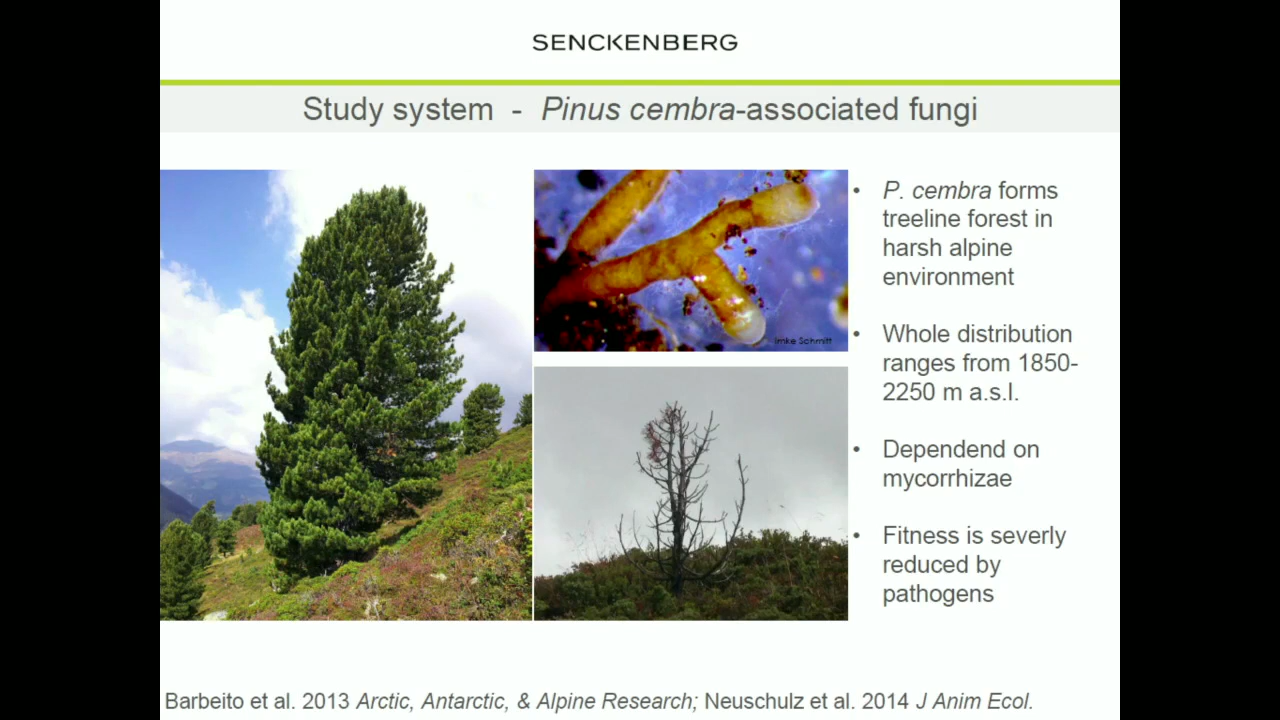 SENCKENBERG
Study system - Pinus cembra-associated fungi
Imke Schmitt
• P. cembra forms
treeline forest in
harsh alpine
environment
• Whole distribution
ranges from 1850-
2250 m a.s.l.
• Dependend on
mycorrhizae
• Fitness is severly
reduced by
pathogens
Barbeito et al. 2013 Arctic, Antarctic, & Alpine Research; Neuschulz et al. 2014 J Anim Ecol.